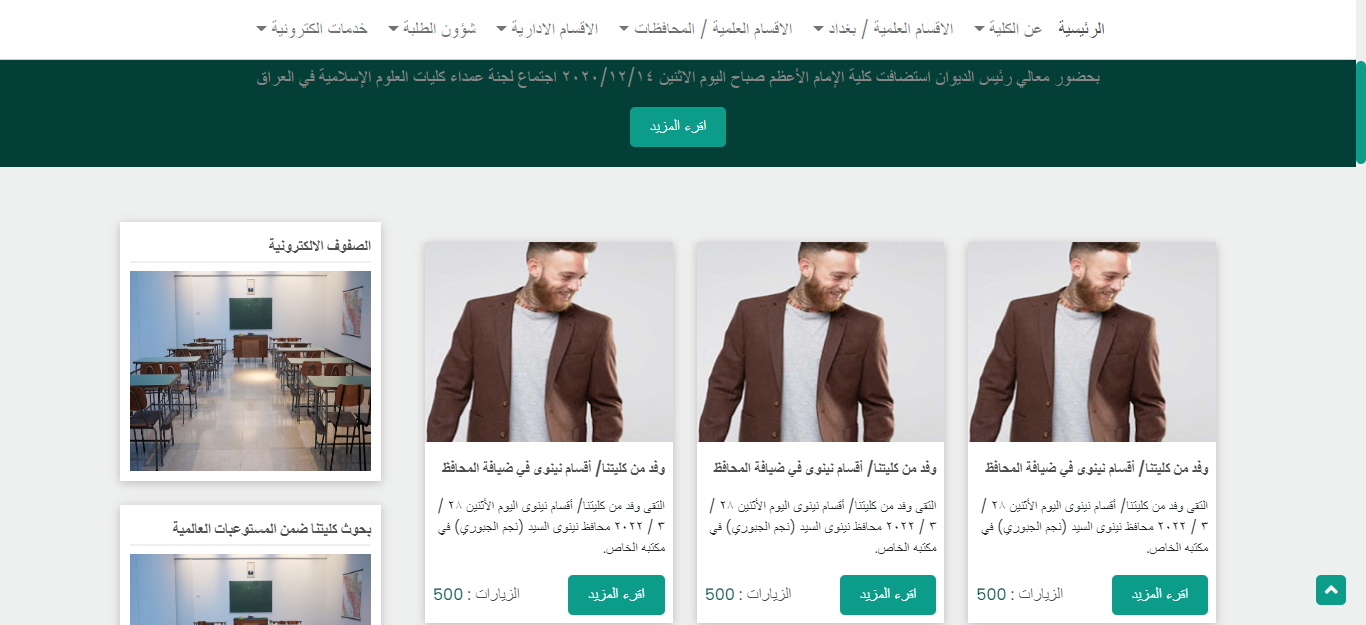 الرئيسية
عن الكلية
الاقسام العلمية / بغداد
الاقسام العلمية / المحافظات
الاقسام الادارية
شؤون الطلبة
خدمات الكترونية
بحضور معالي رئيس الديوان استضافت كلية الإمام الأعظم صباح اليوم الاثنين ٢٠٢٠/١٢/١٤ اجتماع لجنة عمداء كليات العلوم الإسلامية في العراق
اقرء المزيد
وفد من كليتنا/ أقسام نينوى في ضيافة المحافظ
التقى وفد من كليتنا/ أقسام نينوى اليوم الأثنين ٢٨ /
٣ / ٢٠٢٢ محافظ نينوى السيد (نجم الجبوري) في
مكتبه الخاص.
اقرء المزيد
الزيارات : 500
وفد من كليتنا/ أقسام نينوى في ضيافة المحافظ
التقى وفد من كليتنا/ أقسام نينوى اليوم الأثنين ٢٨ /
٣ / ٢٠٢٢ محافظ نينوى السيد (نجم الجبوري) في
مكتبه الخاص.
اقرء المزيد
الزيارات : 500
وفد من كليتنا/ أقسام نينوى في ضيافة المحافظ
التقى وفد من كليتنا/ أقسام نينوى اليوم الأثنين ٢٨ /
٣ / ٢٠٢٢ محافظ نينوى السيد (نجم الجبوري) في
مكتبه الخاص.
اقرء المزيد
الزيارات : 500
الصفوف الالكترونية
بحوث كليتنا ضمن المستوعبات العالمية